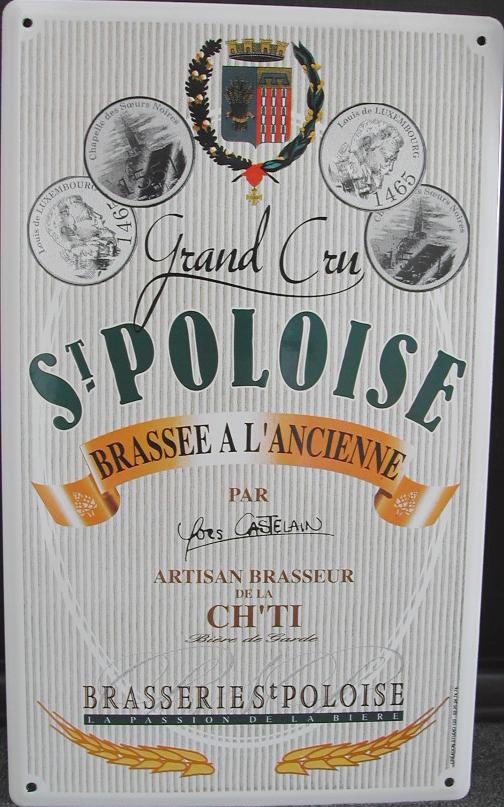 Chapelle des Sœurs Noires
Louis de LUXEMBOURG
1465
Louis de LUXEMBOURG
1465
Chapelle des Sœurs Noires
Grand Cru
ST. POLOISE
BRASSEE A L'ANCIENNE
PAR
Yves CASTELAIN
ARTISAN BRASSEUR
DE LA
CH'TI
Bière de Garde
BRASSERIE St POLOISE
LA PASSION DE LA BIERE